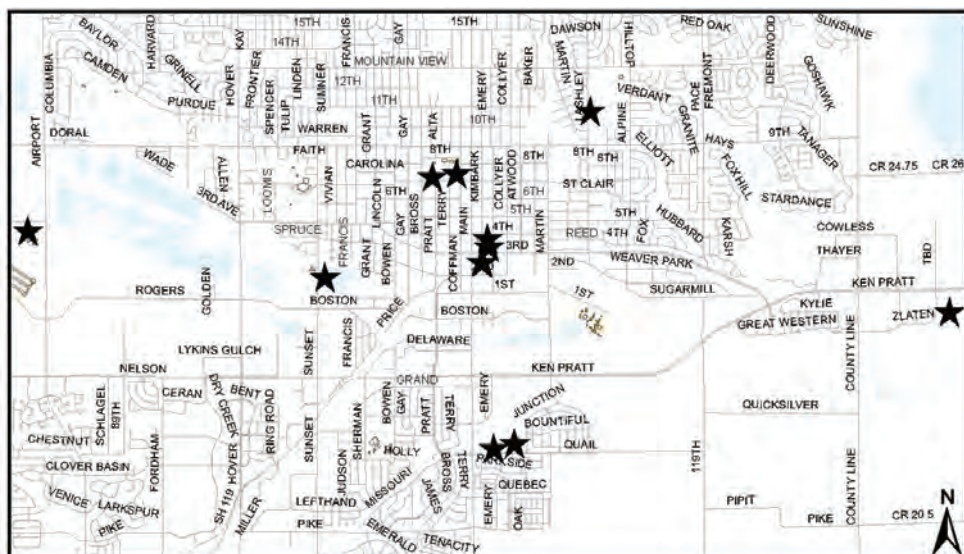 BAYLOR
HARVARD
GRINELL
CAMDEN
PURDUE
COLUMBIA
HOVER
KAY
PRONTIER
SPENCER
TULIP
LINDEN
SUMNER
FRANCIS
15TH
14TH
GAY
15TH
MOUNTAIN VIEW
12TH
11TH
EMERY
COLLYER
BAKER
DAWSON
MARTIN
ASHLEY
HILLTOP
RED OAK
SUNSHINE
DEERWOOD
GOSHAWK
VERDANT
ALPINE
GRANITE
PACE
FREMONT
AIRPORT
DORAL
WARREN
FAITH
GRANT
GAY
ALTA
10TH
8TH
CAROLINA
KIMBARK
8TH
8TH
6TH
ELLIOTT
HAYS
9TH
TANAGER
FOXHILL
CR 24.75
CR 26
WADE
3RD AVE
ALLEN
LOOMIS
VIVIAN
LINCOLN
6TH
GAY
BROSS
PRATT
TERRY
MAIN
COLLYER
ATWOOD
6TH
5TH
ST CLAIR
STARDANCE
5TH
FOX
HUBBARD
KARSH
COWLESS
THAYER
TBD
SPRUCE
FRANCIS
GRANT
BOWEN
COFFMAN
4TH
3RD
MARTIN
REED
4TH
2ND
WEAVER PARK
1ST
1ST
SUGARMILL
KEN PRATT
ROGERS
GOLDEN
BOSTON
PRICE
BOSTON
KYLIE
GREAT WESTERN
ZLATEN
COUNTY LINE
LYKINS GULCH
SUNSET
FRANCIS
DELAWARE
NELSON
KEN PRATT
GRAND
SCHLAGEL
89TH
CERAN
DRY CREEK
BENT
RING ROAD
BOWEN
GAY
PRATT
TERRY
EMERY
JUNCTION
BOUNTIFUL
QUICKSILVER
CHESTNUT
CLOVER BASIN
FORDHAM
HOVER
SUNSET
SHERMAN
HOLLY
QUAIL
PARKSIDE
119TH
COUNTY LINE
VENICE
LARKSPUR
PIKE
SH 119
MILLER
LEFTHAND
PIKE
JUDSON
MISSOURI
BROSS
TERRY
JAMES
EMERY
OAK
QUEBEC
PIPIT
PIKE
CR 20.5
EMERALD
TENACITY
N